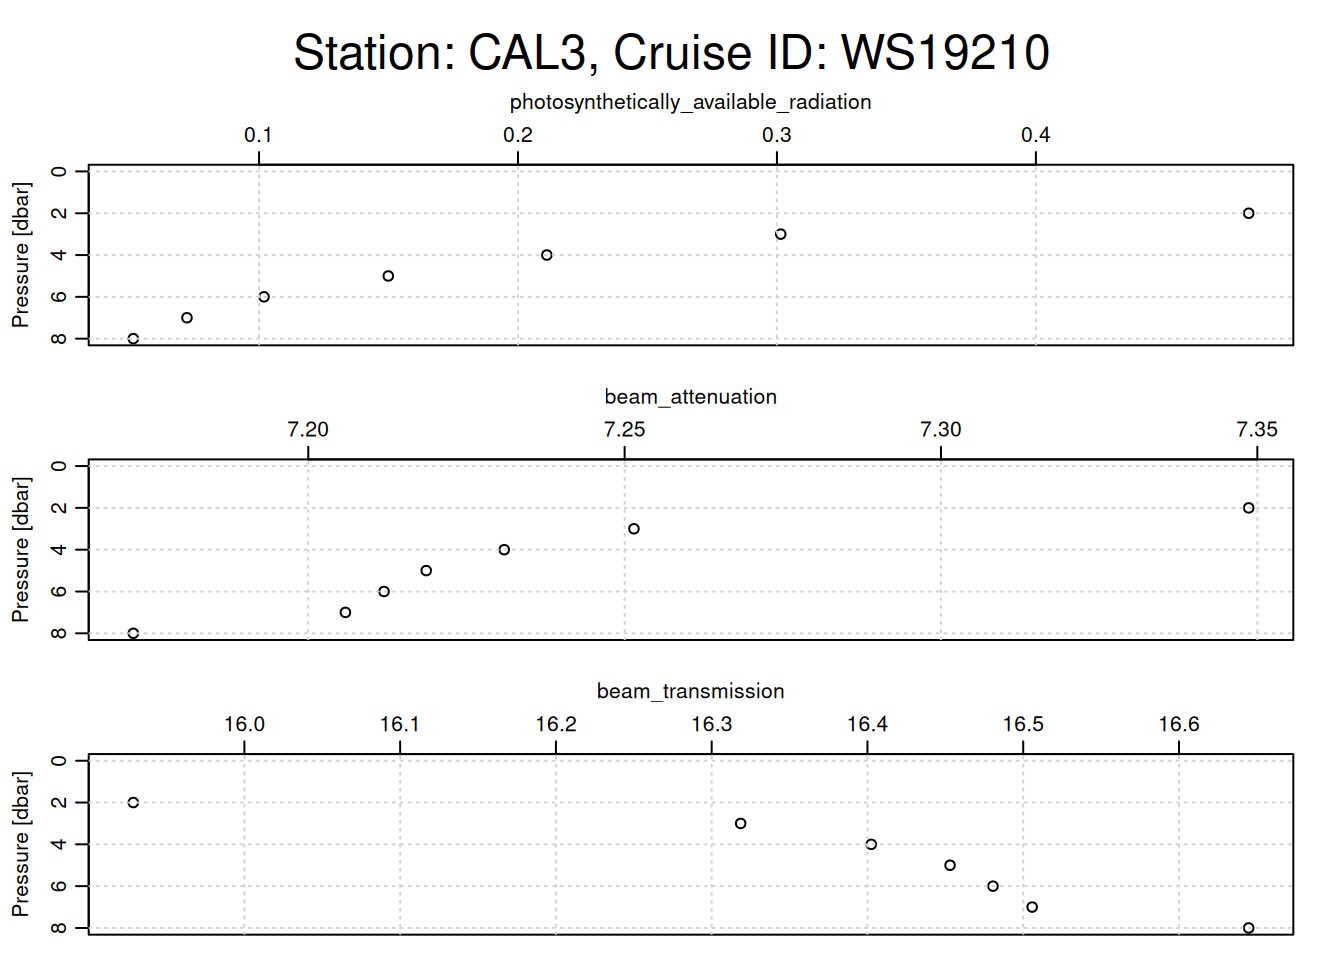 Station: CAL3, Cruise ID: WS19210
photosynthetically_available_radiation
0.1 0.2 0.3 0.4
Pressure [dbar]
0
2
4
6
8
beam_attenuation
7.20 7.25 7.30 7.35
Pressure [dbar]
0
2
4
6
8
beam_transmission
16.0 16.1 16.2 16.3 16.4 16.5 16.6
Pressure [dbar]
0
2
4
6
8